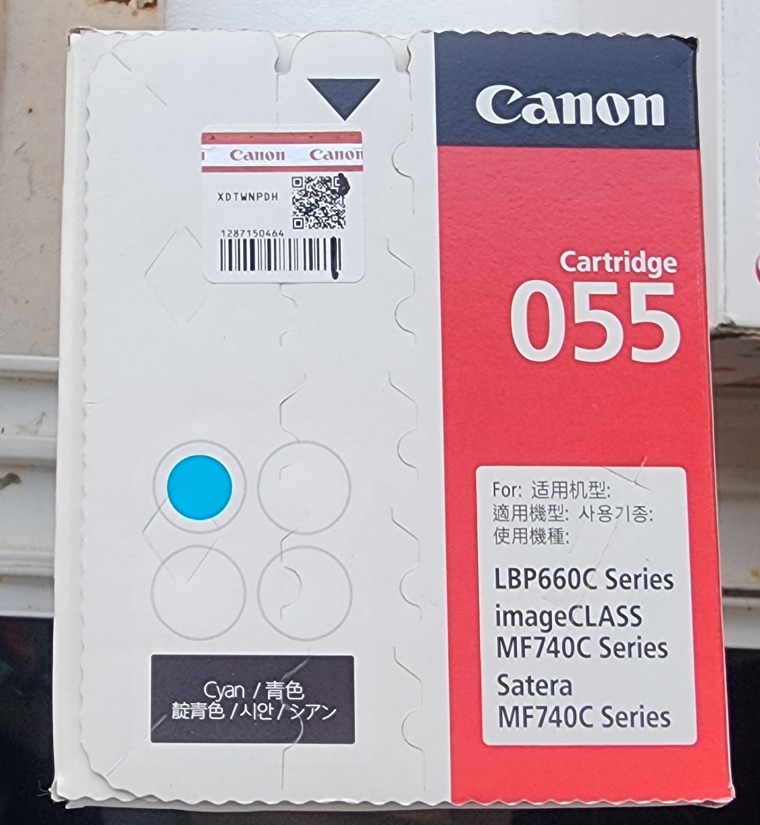 Canon
Canon Canon
XDTWNPDH
1287150464
Cartridge
055
For: 适用机型:
適用機型: 사용기종:
使用機種:
LBP660C Series
imageCLASS
MF740C Series
Satera
MF740C Series
Cyan / 青色
靛青色 / 시안 / シアン